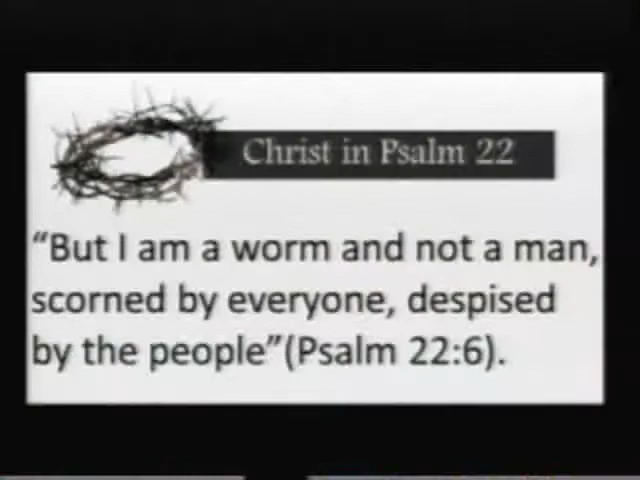 Christ in Psalm 22
“But I am a worm and not a man,
scorned by everyone, despised
by the people”(Psalm 22:6).